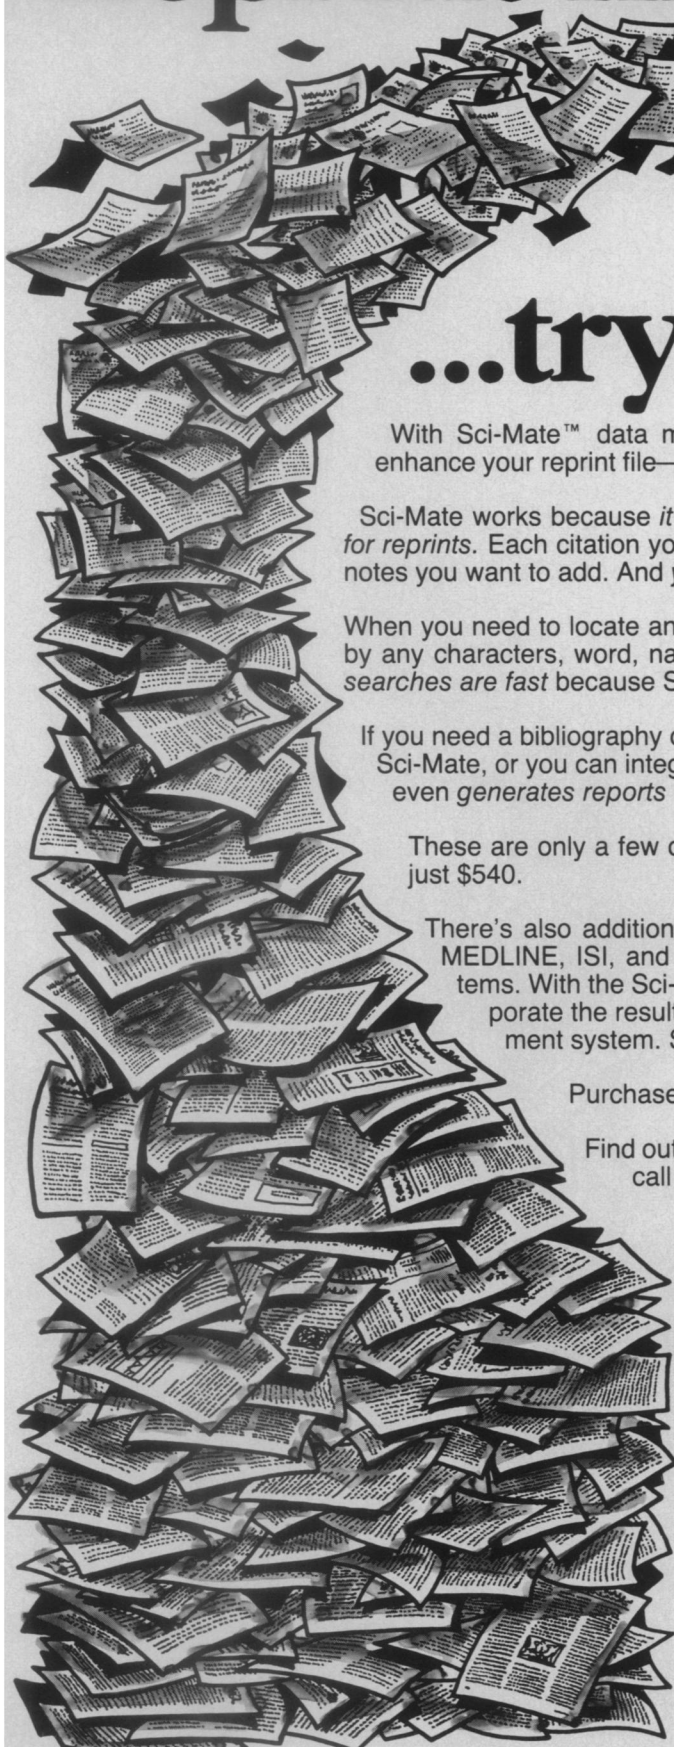 ...try
With Sci-Mate™ data m
enhance your reprint file—
Sci-Mate works because it
for reprints. Each citation yo
notes you want to add. And y
When you need to locate an
by any characters, word, na
searches are fast because S
If you need a bibliography o
Sci-Mate, or you can integ
even generates reports
These are only a few o
just $540.
There's also addition
MEDLINE, ISI, and
tems. With the Sci-
porate the result
ment system. S
Purchase
Find out
call